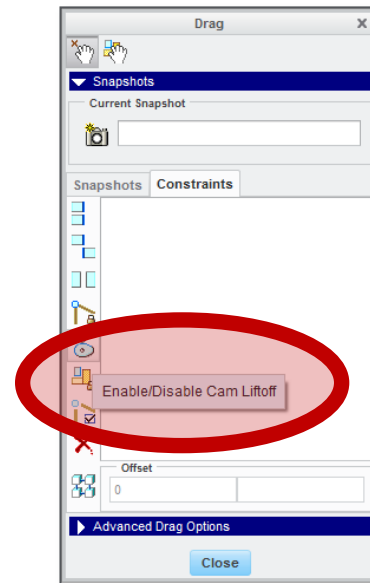 Drag
Snapshots
Current Snapshot
Snapshots Constraints
Enable/Disable Cam Liftoff
Offset
0
Advanced Drag Options
Close